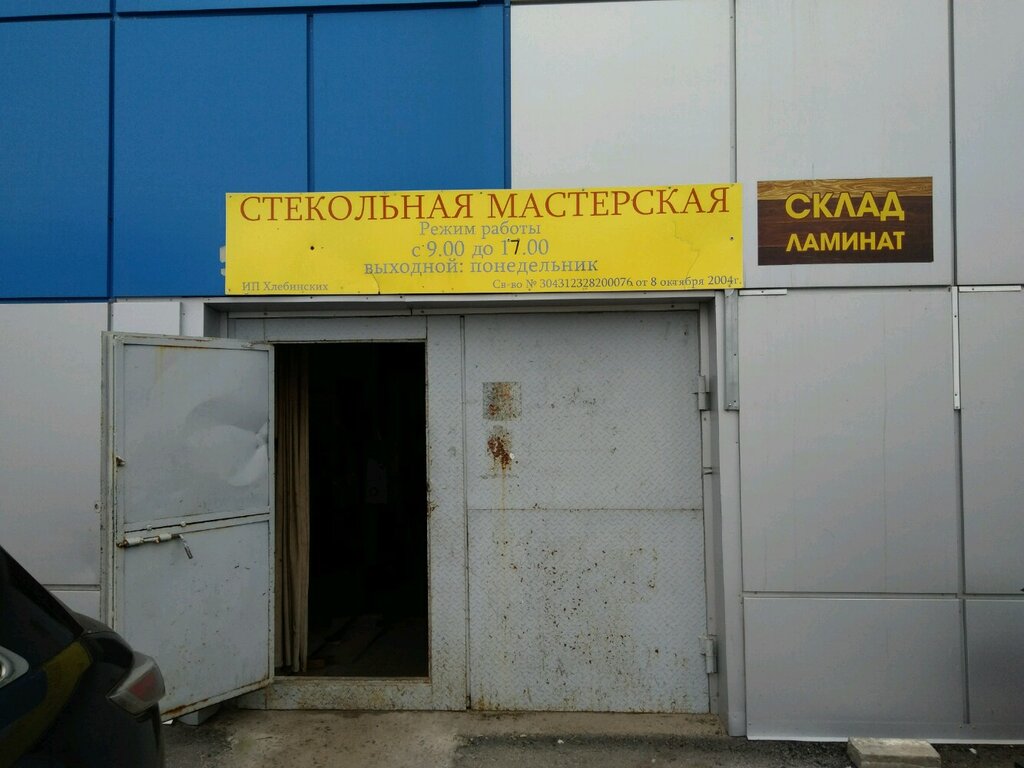 СТЕКОЛЬНАЯ МАСТЕРСКАЯ
Режим работы
с 9.00 до 17.00
выходной: понедельник
ИП Хлебинских
Св-во № 304312328200076 от 8 октября 2004г.
СКЛАД
ЛАМИНАТ